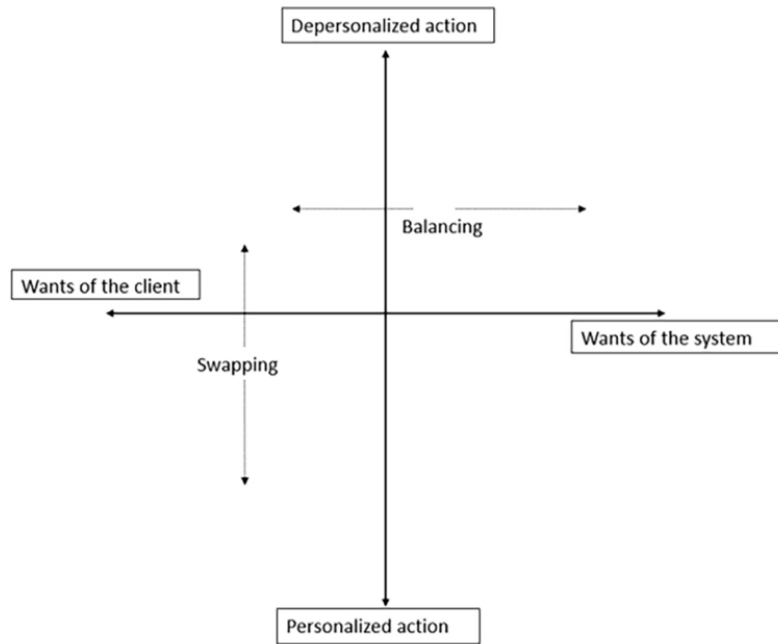 Depersonalized action
Balancing
Wants of the client
Wants of the system
Swapping
Personalized action